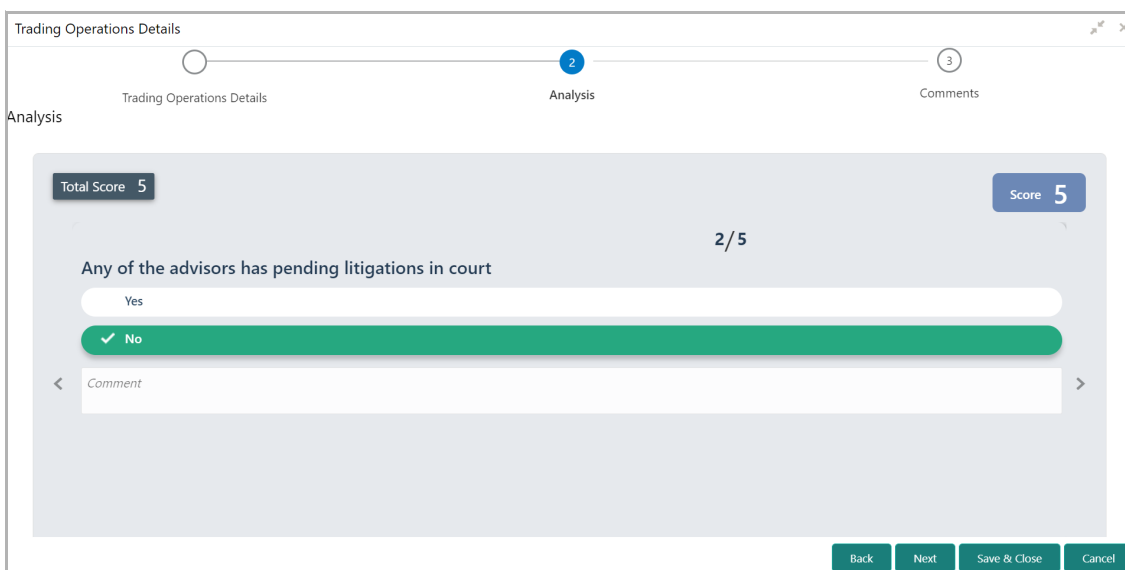 Trading Operations Details
2
3
Trading Operations Details
Analysis
Comments
Analysis
Total Score 5
Score 5
2/5
Any of the advisors has pending litigations in court
Yes
No
Comment
Back
Next
Save & Close
Cancel